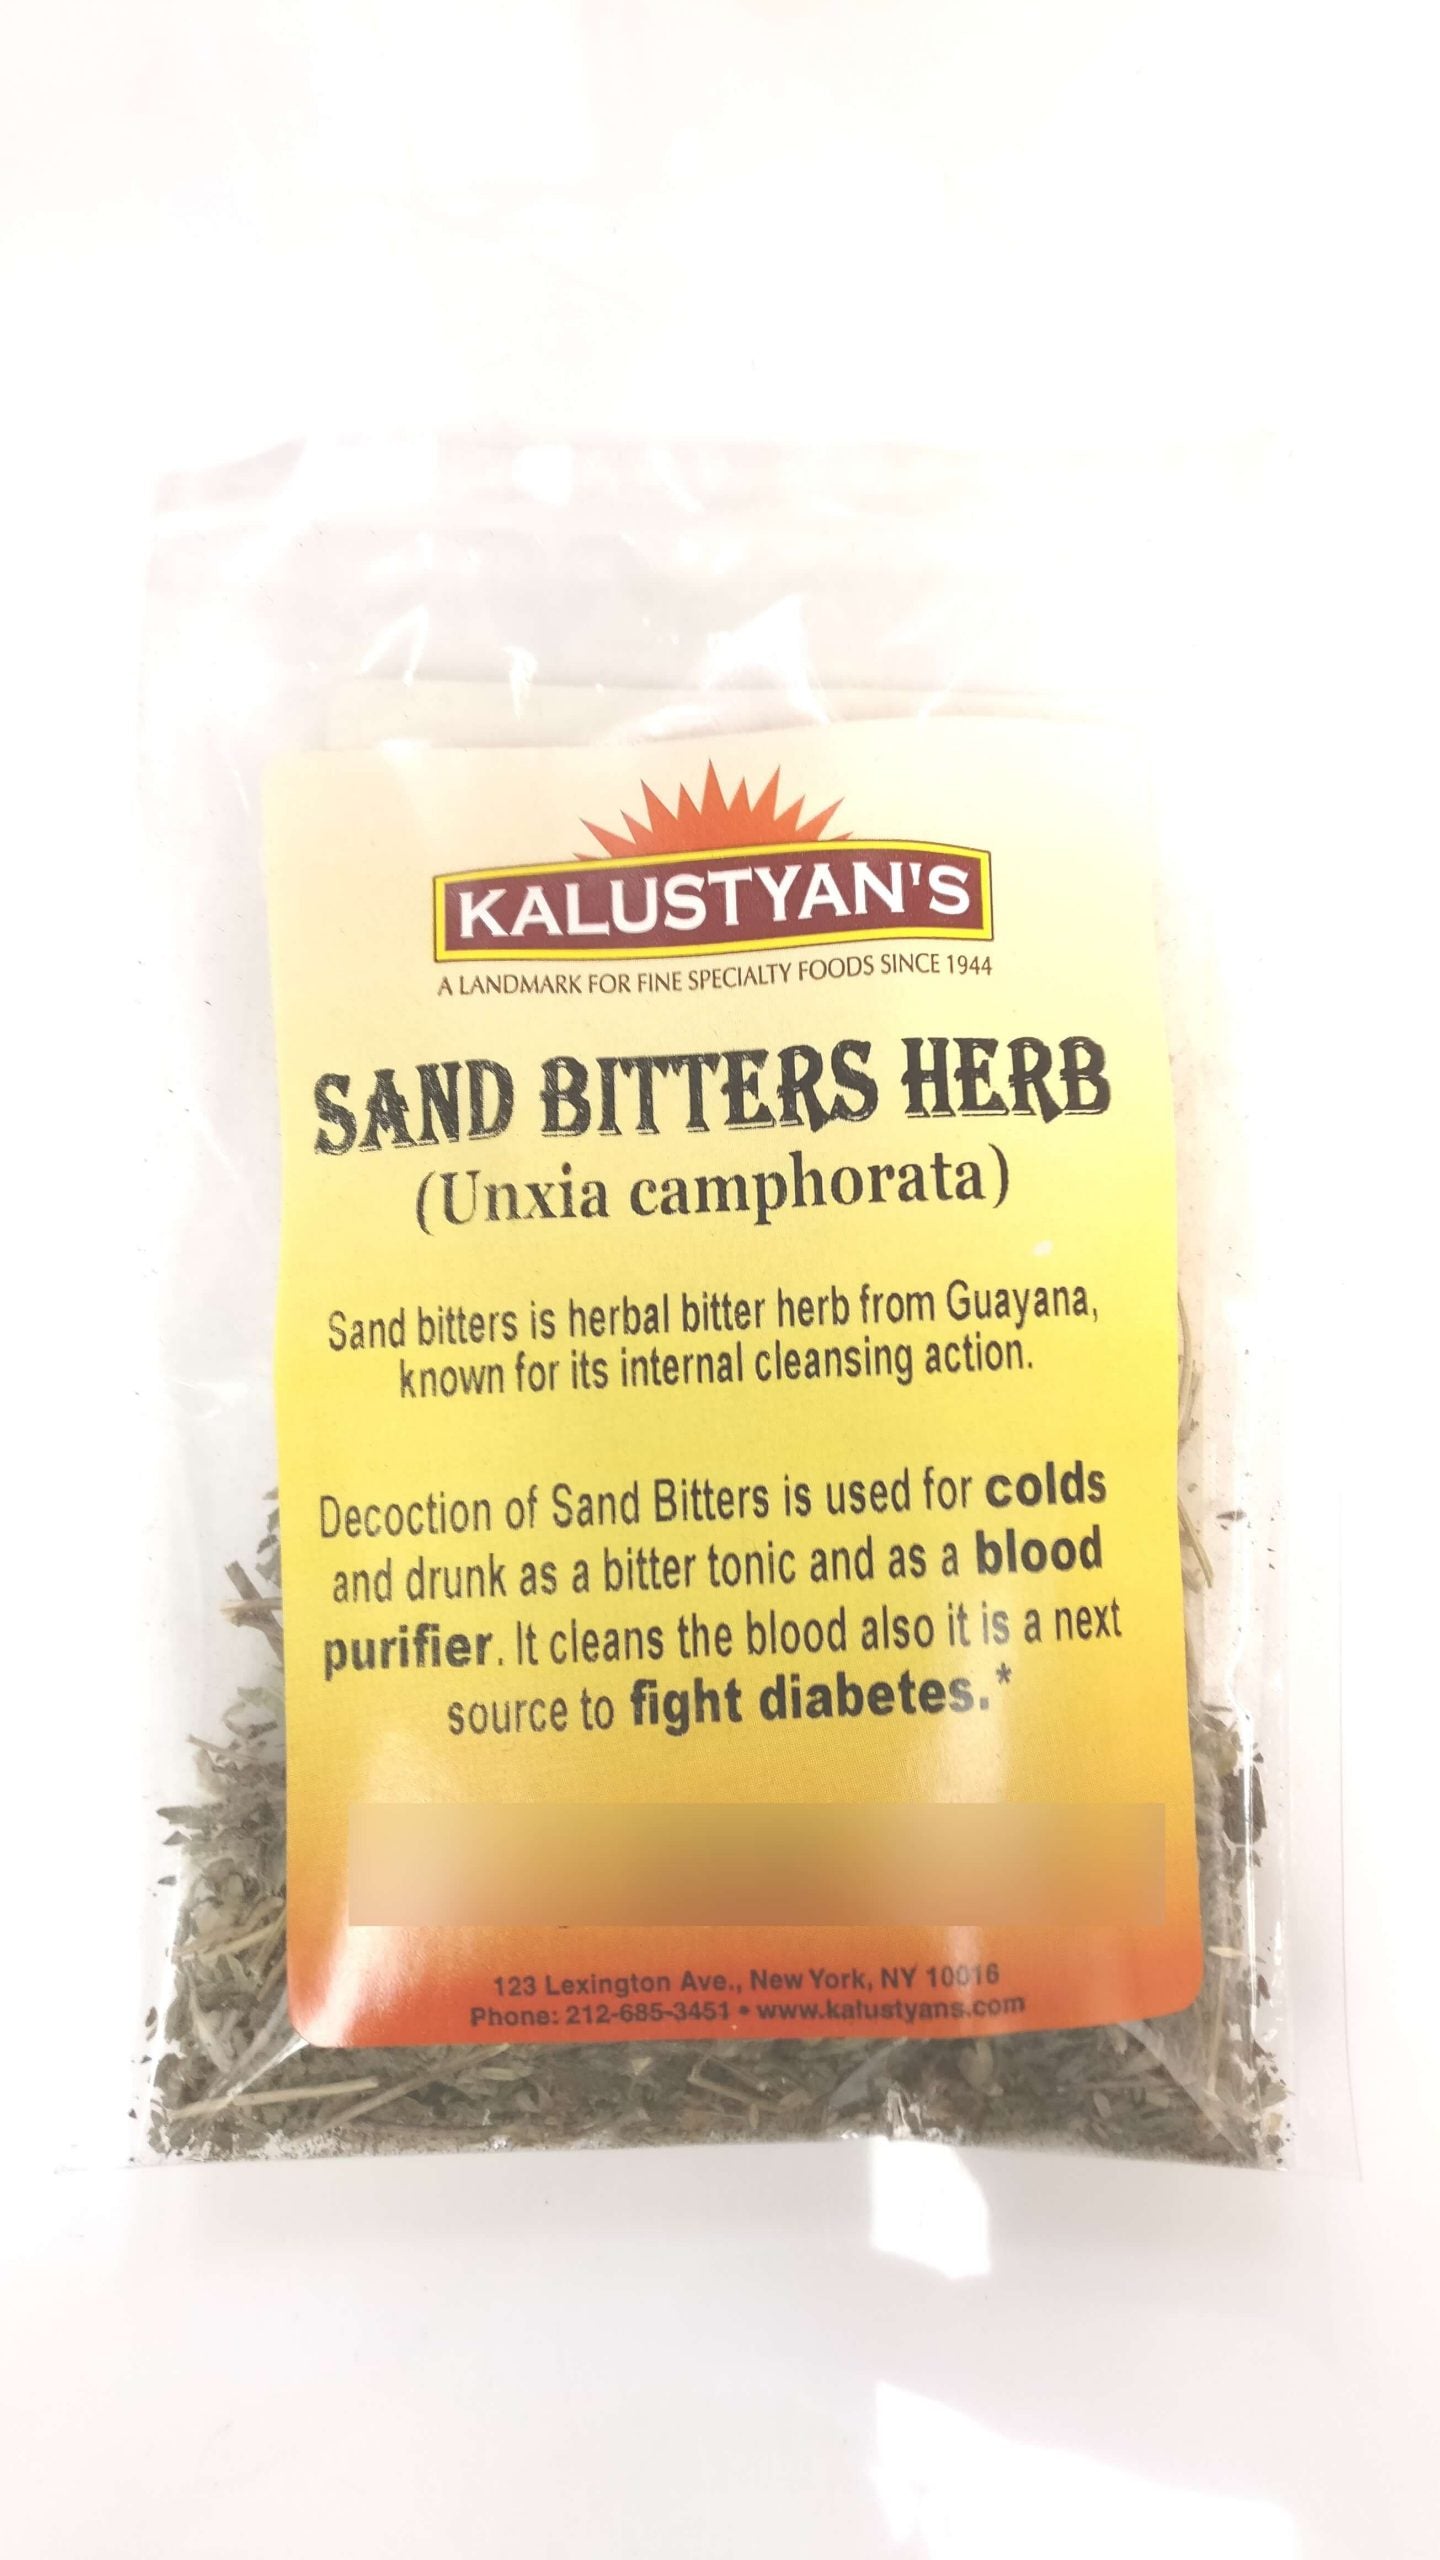 KALUSTYAN'S
A LANDMARK FOR FINE SPECIALTY FOODS SINCE 1944
SAND BITTERS HERB
(Unxia camphorata)
Sand bitters is herbal bitter herb from Guayana,
known for its internal cleansing action.
Decoction of Sand Bitters is used for colds
and drunk as a bitter tonic and as a blood
purifier. It cleans the blood also it is a next
source to fight diabetes.*
123 Lexington Ave., New York, NY 10016
Phone: 212-685-3451 • www.kalustyans.com